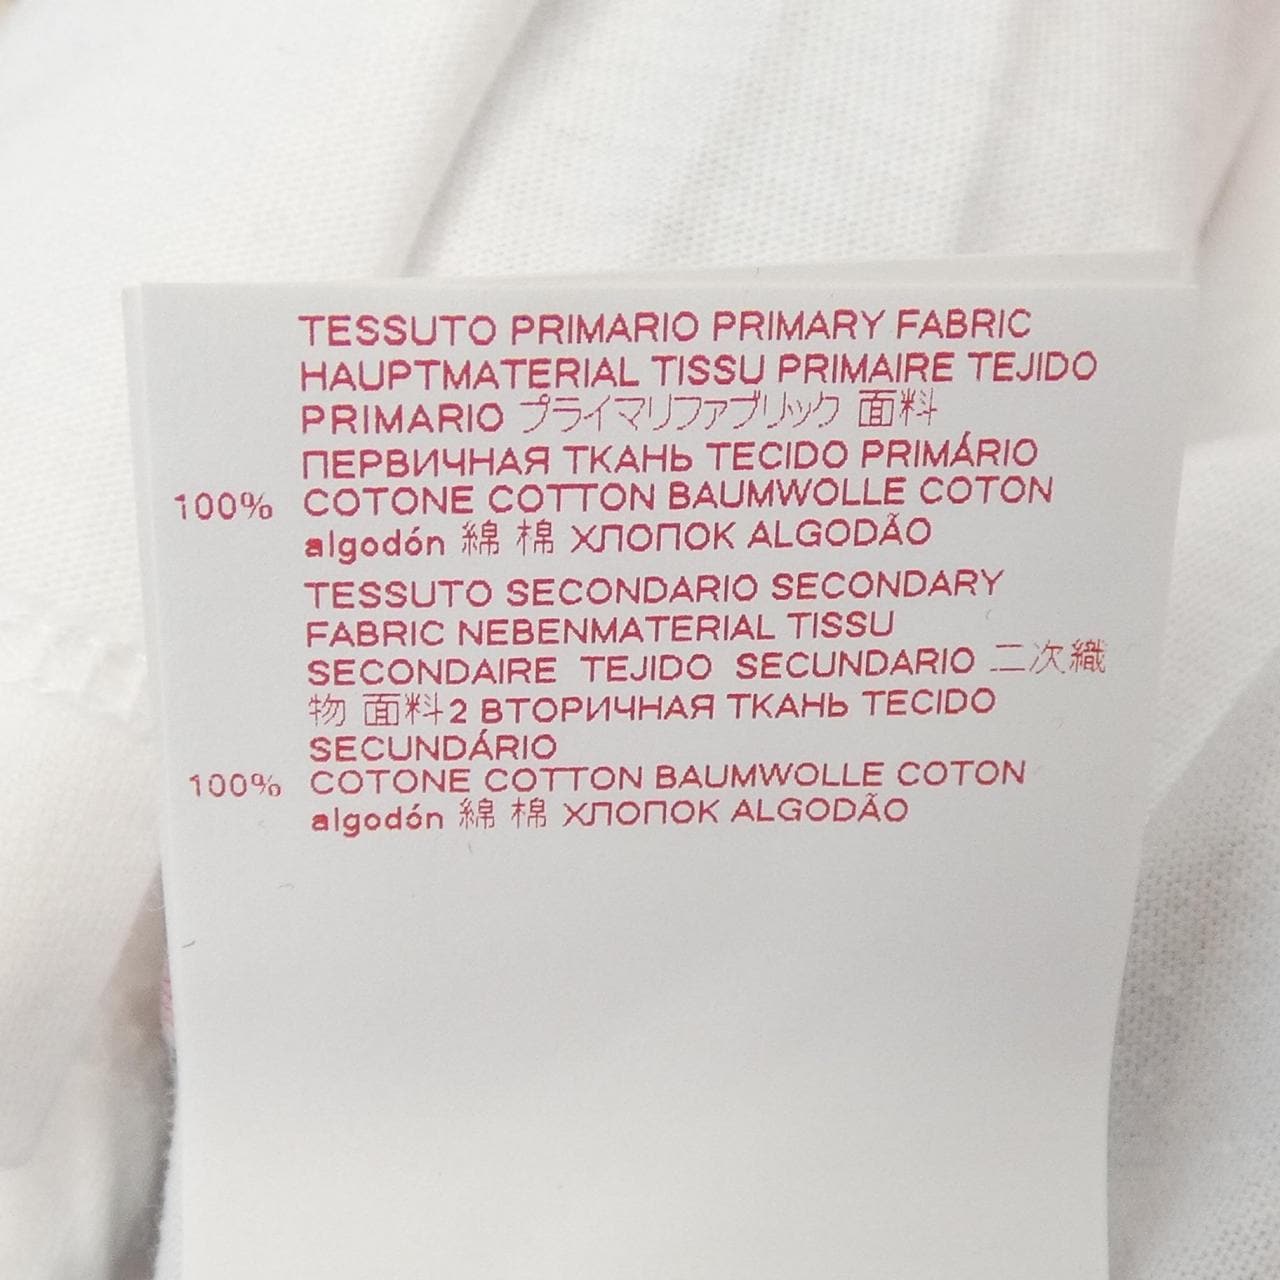 TESSUTO PRIMARIO PRIMARY FABRIC
HAUPTMATERIAL TISSU PRIMAIRE TEJIDO
PRIMARIO プライマリファブリック 面料
ПЕРВИЧНАЯ ТКАНЬ TECIDO PRIMÁRIO
100% COTONE COTTON BAUMWOLLE COTON
algodón 綿 棉 ХЛОПОК ALGODÃO
TESSUTO SECONDARIO SECONDARY
FABRIC NEBENMATERIAL TISSU
SECONDAIRE TEJIDO SECUNDARIO 二次織
物 面料2 ВТОРИЧНАЯ ТКАНЬ TECIDO
SECUNDÁRIO
100% COTONE COTTON BAUMWOLLE COTON
algodón 綿 棉 ХЛОПОК ALGODÃO